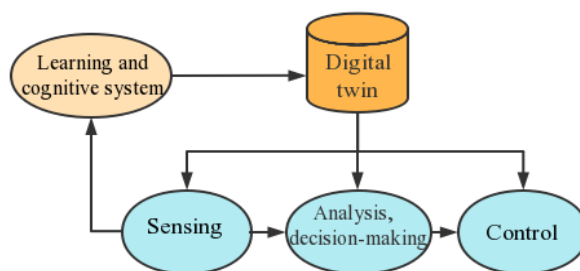 Learning and
cognitive system
Digital
twin
Sensing
Analysis,
decision-making
Control